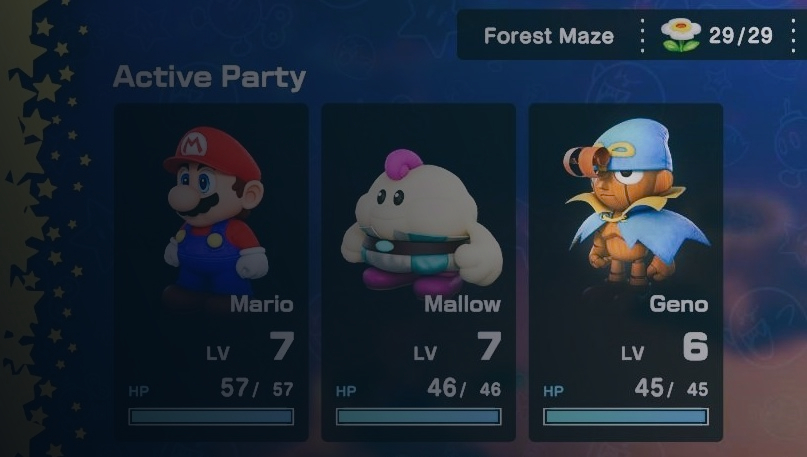 Forest Maze 29/29
Active Party
M
Mario Mallow Geno
LV 7 LV 7 LV 6
HP 57/ 57 HP 46/ 46 HP 45/ 45